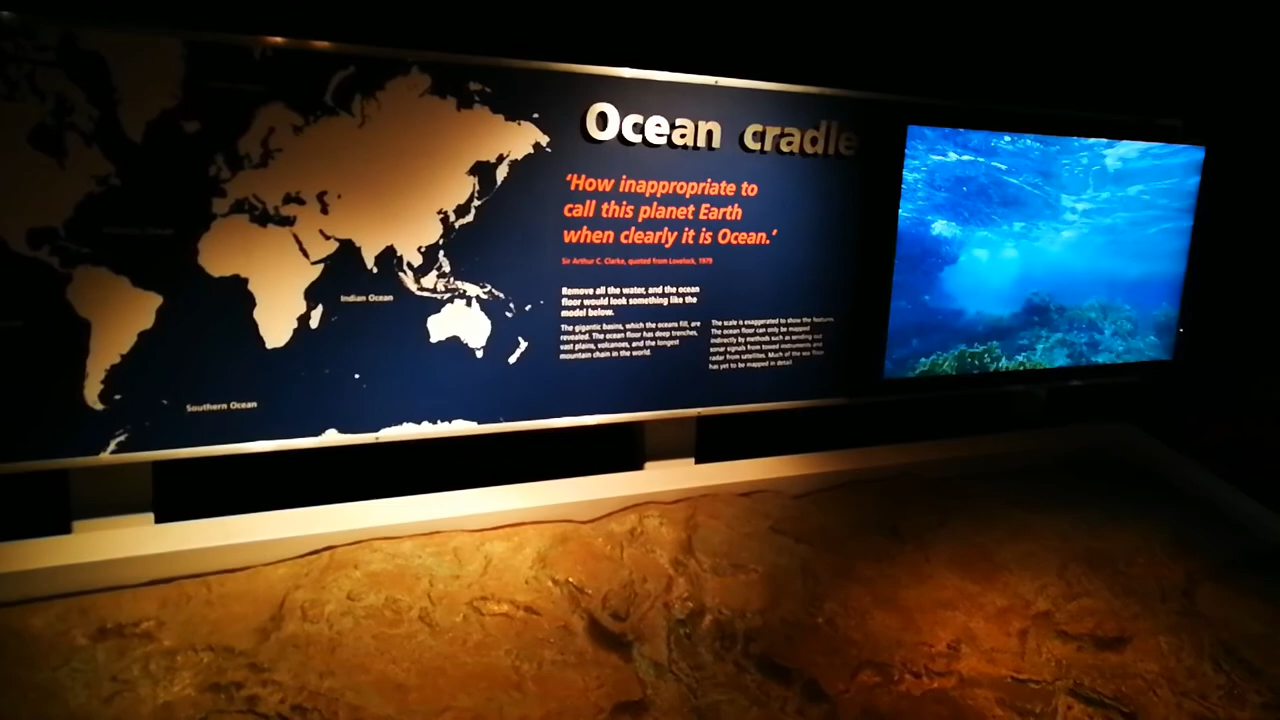 Ocean cradle
'How inappropriate to
call this planet Earth
when clearly it is Ocean.'
Sir Arthur C. Clarke, quoted from Lovelock, 1979
Remove all the water, and the ocean
floor would look something like the
model below.
The gigantic basins, which the oceans fill, are
revealed. The ocean floor has deep trenches,
vast plains, volcanoes, and the longest
mountain chain in the world.
The scale is exaggerated to show the features.
The ocean floor can only be mapped
indirectly by methods such as sending out
sonar signals from towed instruments and
radar from satellites. Much of the sea floor
has yet to be mapped in detail.
Indian Ocean
Southern Ocean